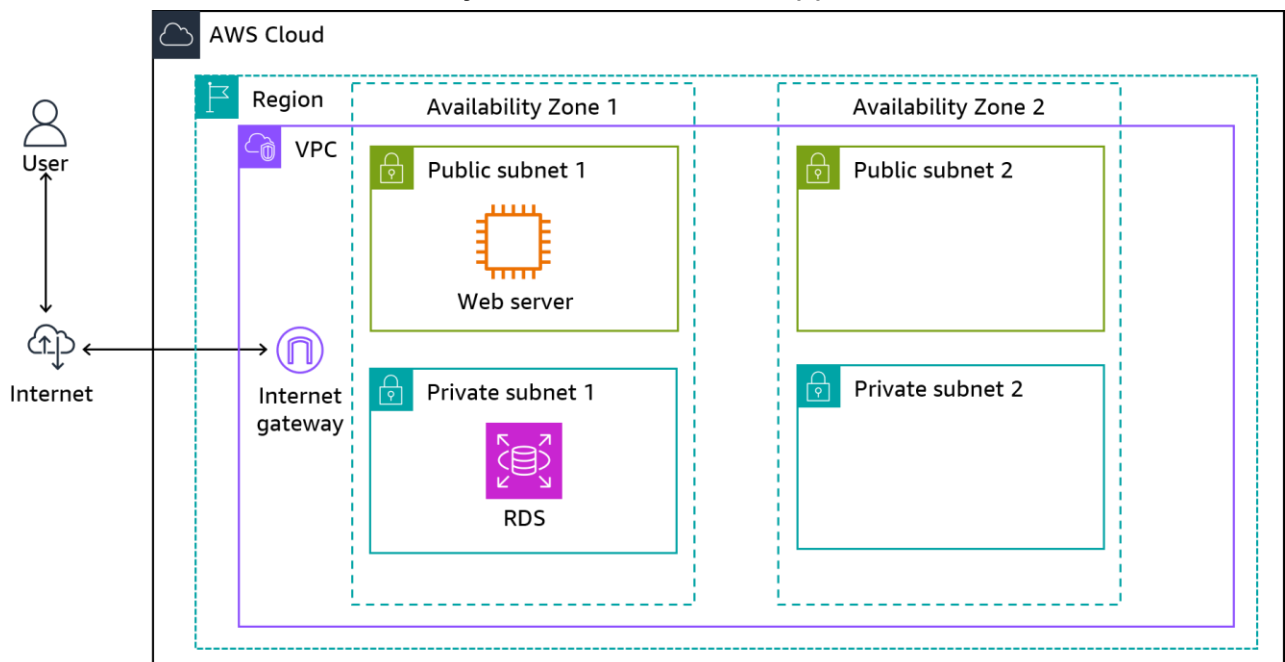 AWS Cloud
Region
Availability Zone 1
Availability Zone 2
VPC
User
Public subnet 1
Public subnet 2
Web server
Internet
Internet
gateway
Private subnet 1
Private subnet 2
RDS